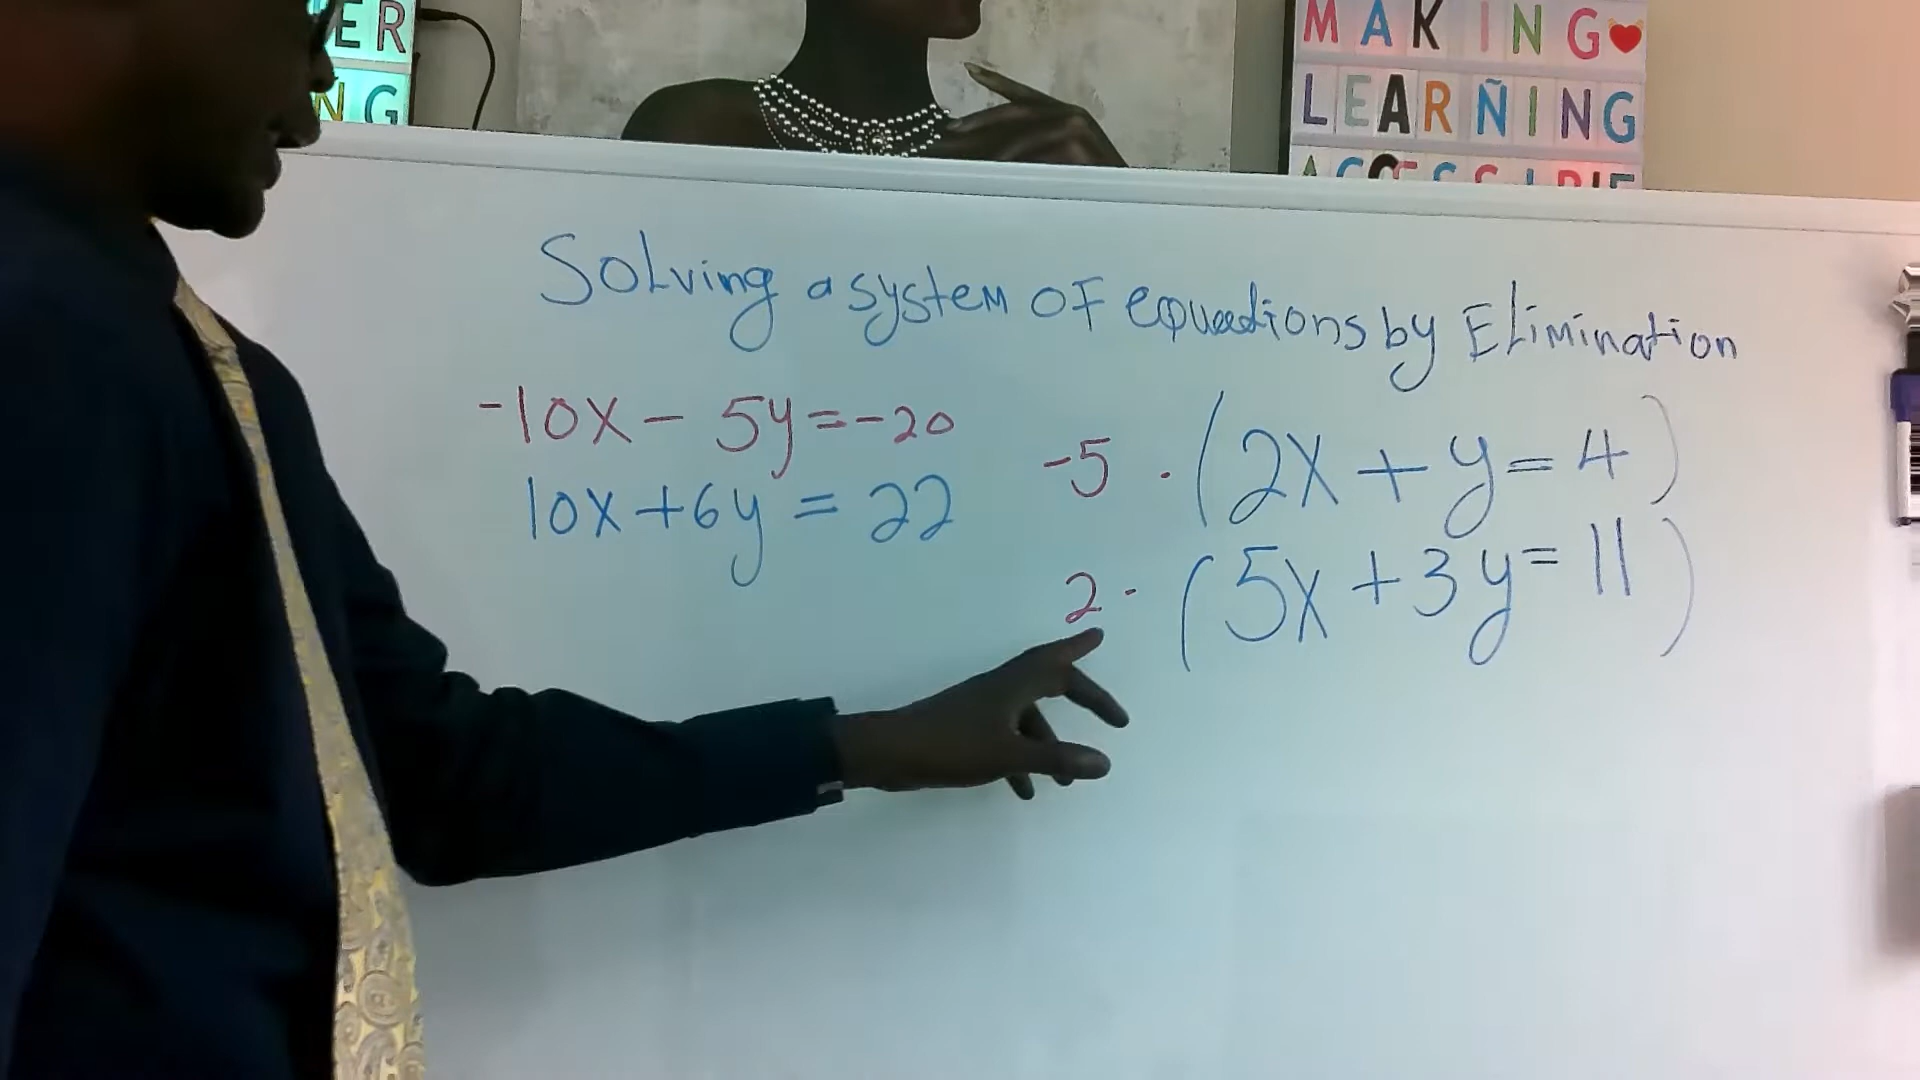 ER
NG
MAKING
LEARÑING
ACCESSIBLE
Solving a system of equations by Elimination
-10x - 5y = -20
10x + 6y = 22
-5 · (2x + y = 4)
2 · (5x + 3y = 11)